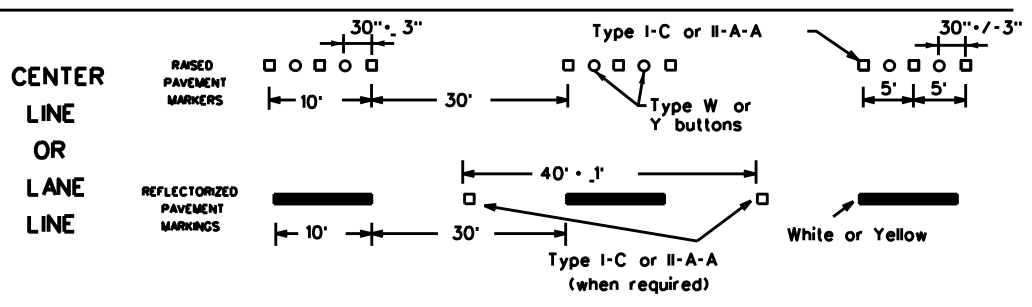 CENTER
LINE
OR
LANE
LINE
RAISED
PAVEMENT
MARKERS
30"·_ 3"
Type I-C or II-A-A
30"·/-3"
10'
30'
Type W or
Y buttons
5'
5'
REFLECTORIZED
PAVEMENT
MARKINGS
40' · _1'
10'
30'
Type I-C or II-A-A
(when required)
White or Yellow